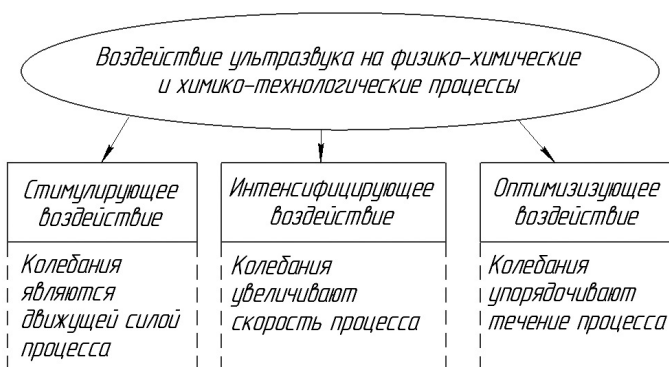 Воздействие ультразвука на физико-химические
и химико-технологические процессы
Стимулирующее
воздействие
Колебания
являются
движущей силой
процесса
Интенсифицирующее
воздействие
Колебания
увеличивают
скорость процесса
Оптимизизующее
воздействие
Колебания
упорядочивают
течение процесса